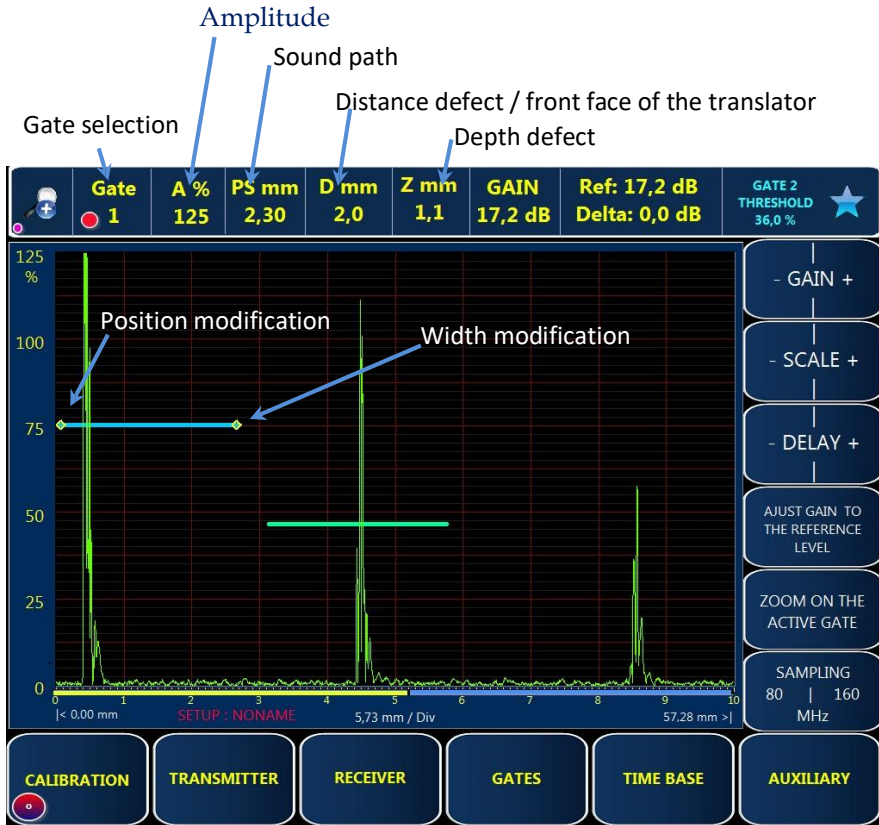 Amplitude
Sound path
Distance defect / front face of the translator
Gate selection
Depth defect
Gate
1
A %
125
PS mm
2,30
D mm
2,0
Z mm
1,1
GAIN
17,2 dB
Ref: 17,2 dB
Delta: 0,0 dB
GATE 2
THRESHOLD
36,0 %
125
%
100
75
50
25
0
Position modification
Width modification
0 1 2 3 4 5 6 7 8 9 10
|< 0,00 mm
SETUP : NONAME
5,73 mm / Div
57,28 mm >|
- GAIN +
- SCALE +
- DELAY +
AJUST GAIN TO
THE REFERENCE
LEVEL
ZOOM ON THE
ACTIVE GATE
SAMPLING
80 | 160
MHz
CALIBRATION
TRANSMITTER
RECEIVER
GATES
TIME BASE
AUXILIARY